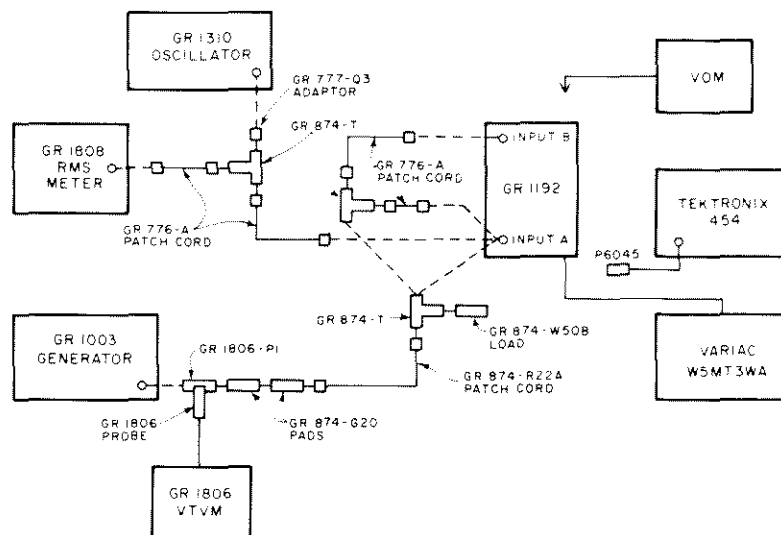 GR 1310
OSCILLATOR
GR 777-Q3
ADAPTOR
GR 874-T
GR 1808
RMS
METER
GR 776-A
PATCH CORD
INPUT B
GR 776-A
PATCH CORD
GR 1192
INPUT A
VOM
TEKTRONIX
454
P6045
GR 874-T
GR 874-W50B
LOAD
GR 1003
GENERATOR
GR 1806-P1
GR 874-R22A
PATCH CORD
VARIAC
W5MT3WA
GR 1806
PROBE
GR 874-G20
PADS
GR 1806
VTVM